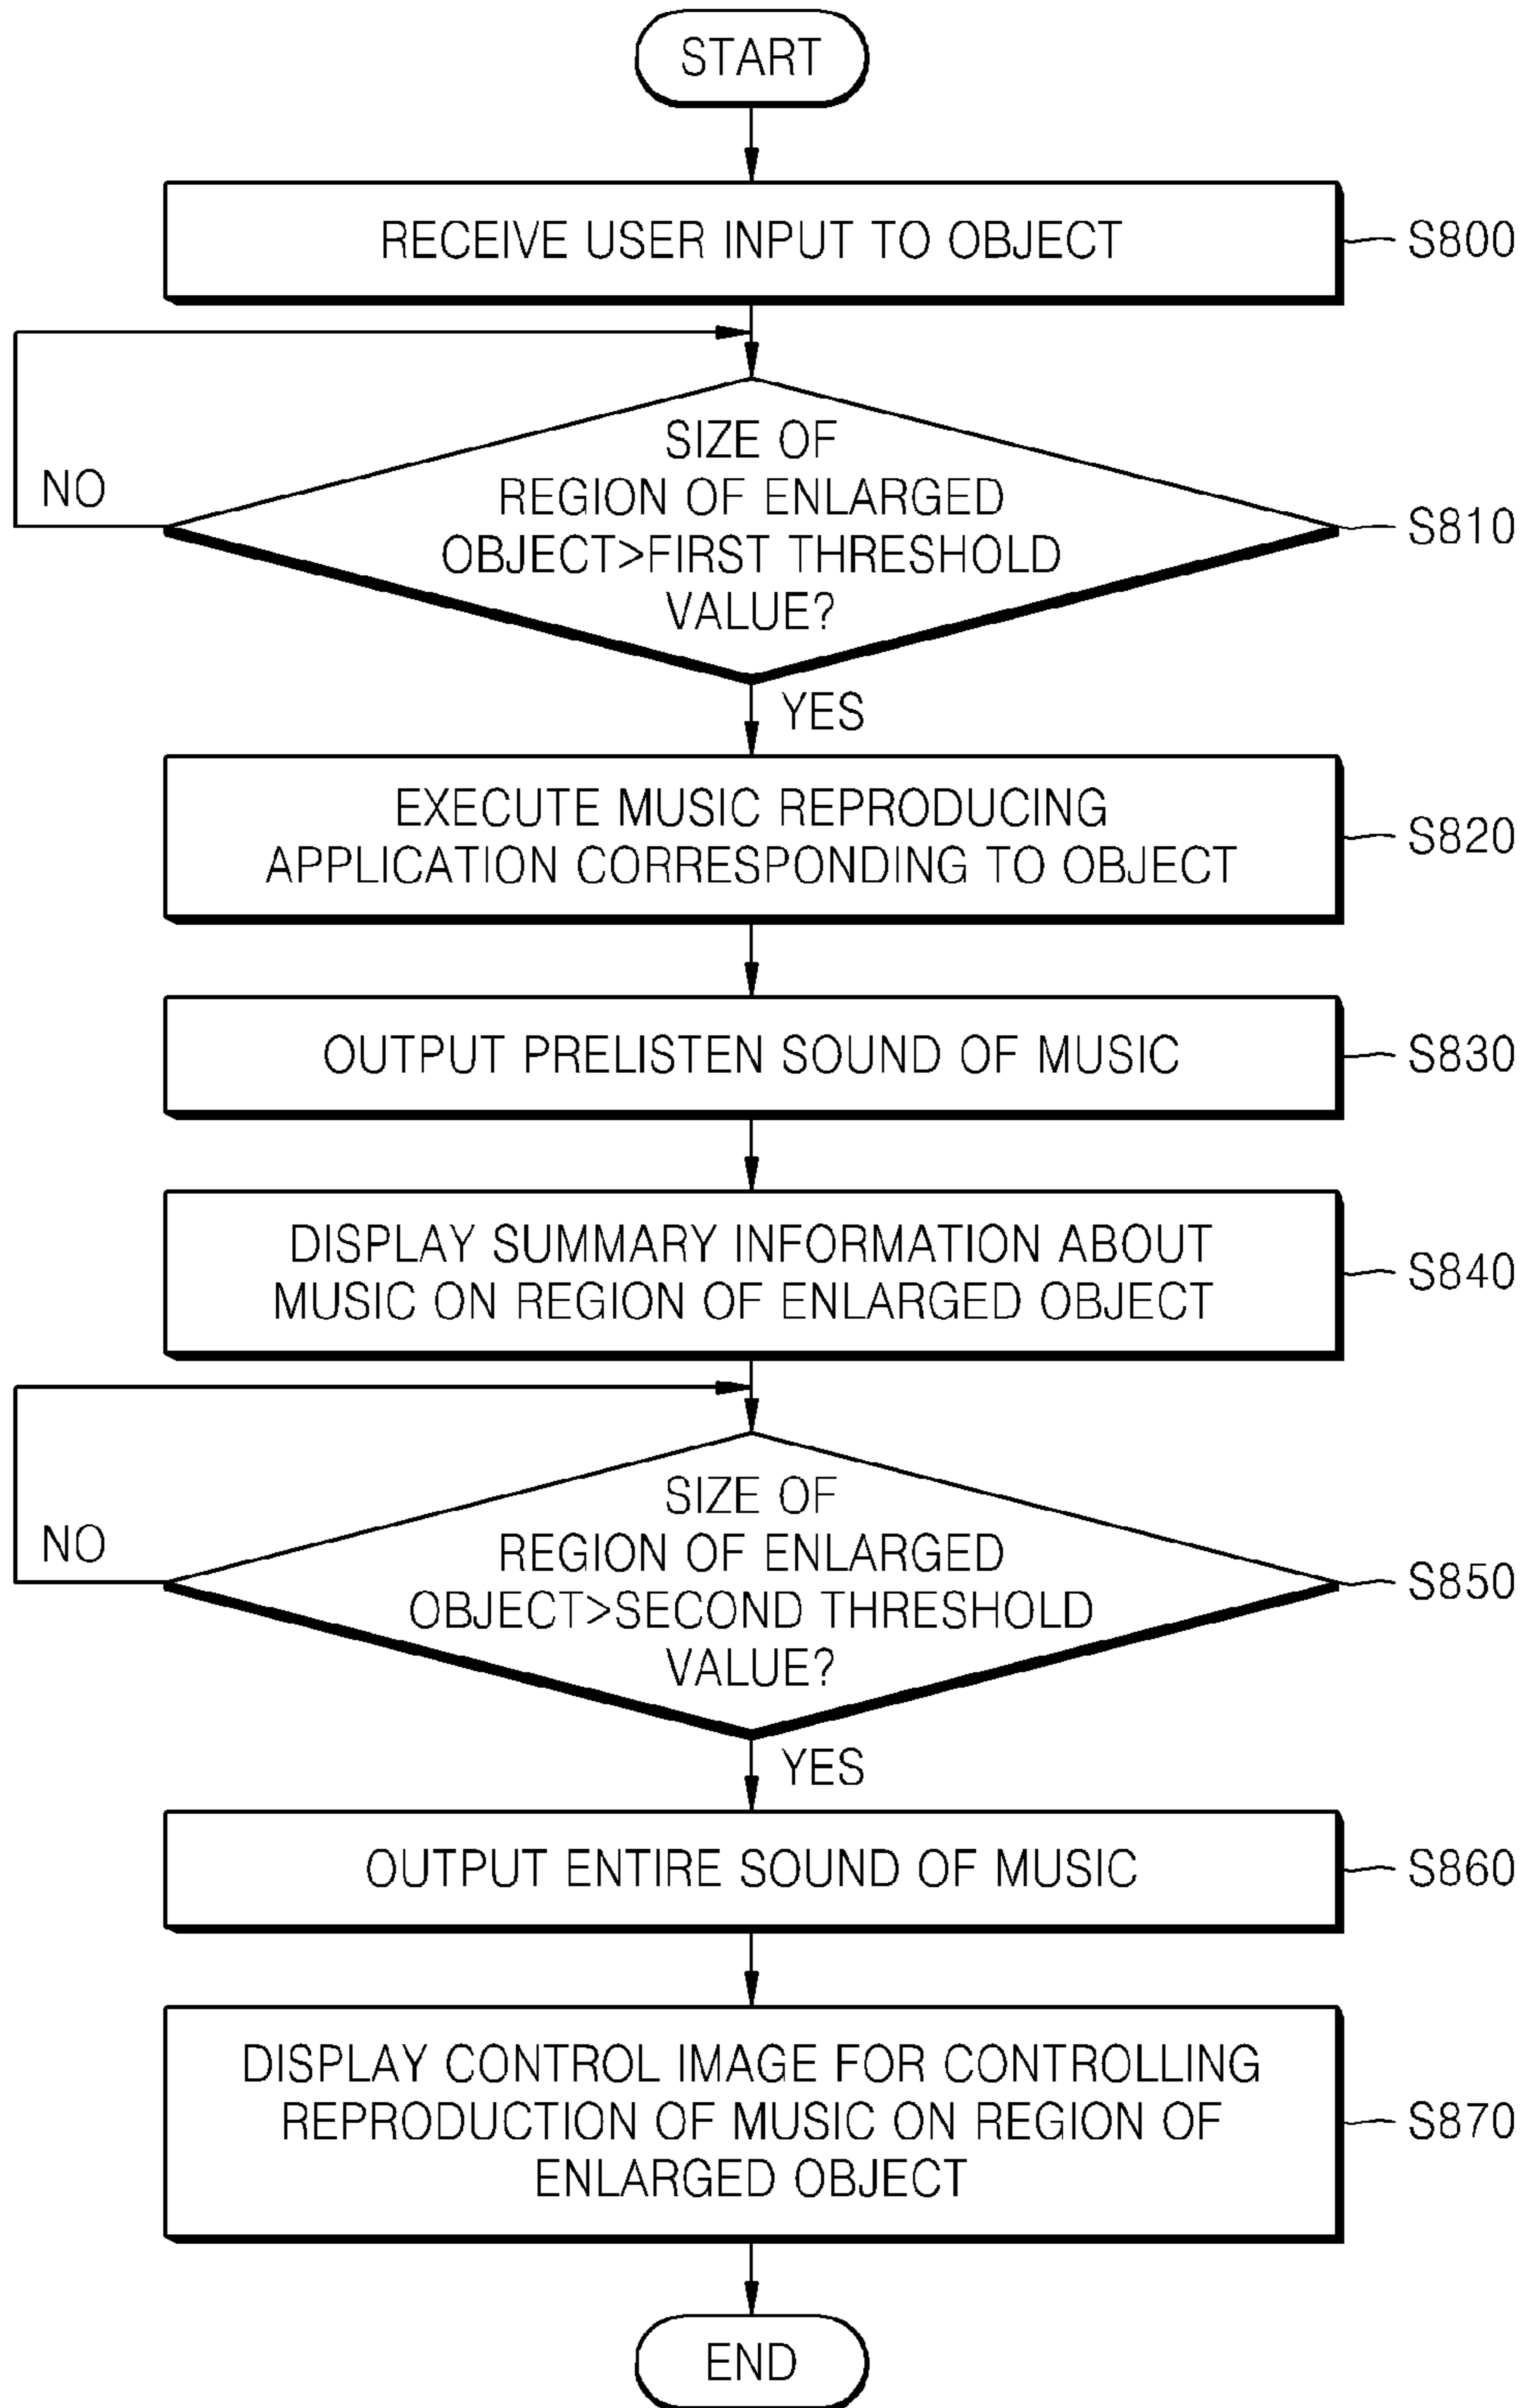 START
RECEIVE USER INPUT TO OBJECT
S800
SIZE OF
REGION OF ENLARGED
OBJECT>FIRST THRESHOLD
VALUE?
NO
S810
YES
EXECUTE MUSIC REPRODUCING
APPLICATION CORRESPONDING TO OBJECT
S820
OUTPUT PRELISTEN SOUND OF MUSIC
S830
DISPLAY SUMMARY INFORMATION ABOUT
MUSIC ON REGION OF ENLARGED OBJECT
S840
SIZE OF
REGION OF ENLARGED
OBJECT>SECOND THRESHOLD
VALUE?
NO
S850
YES
OUTPUT ENTIRE SOUND OF MUSIC
S860
DISPLAY CONTROL IMAGE FOR CONTROLLING
REPRODUCTION OF MUSIC ON REGION OF
ENLARGED OBJECT
S870
END